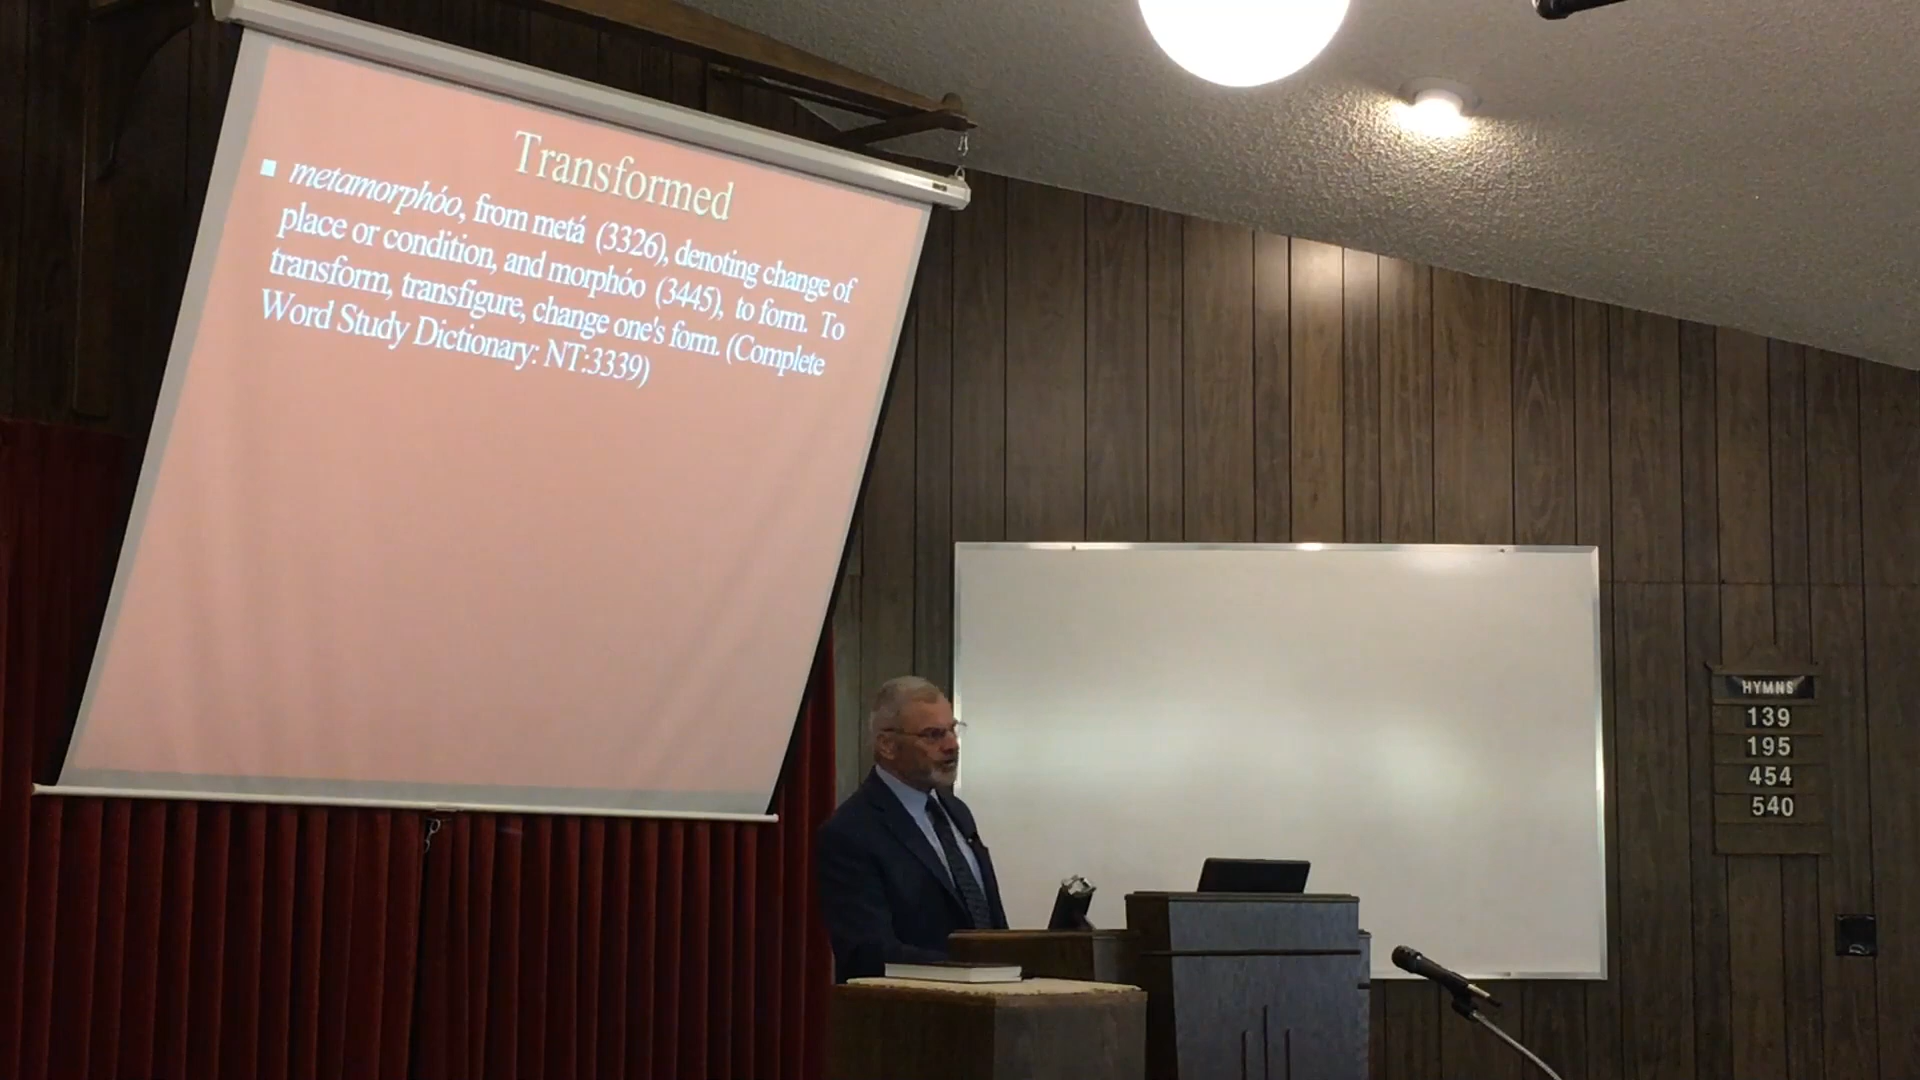 Transformed
▪ metamorphóo, from metá (3326), denoting change of
place or condition, and morphóo (3445), to form. To
transform, transfigure, change one's form. (Complete
Word Study Dictionary: NT:3339)
HYMNS
139
195
454
540